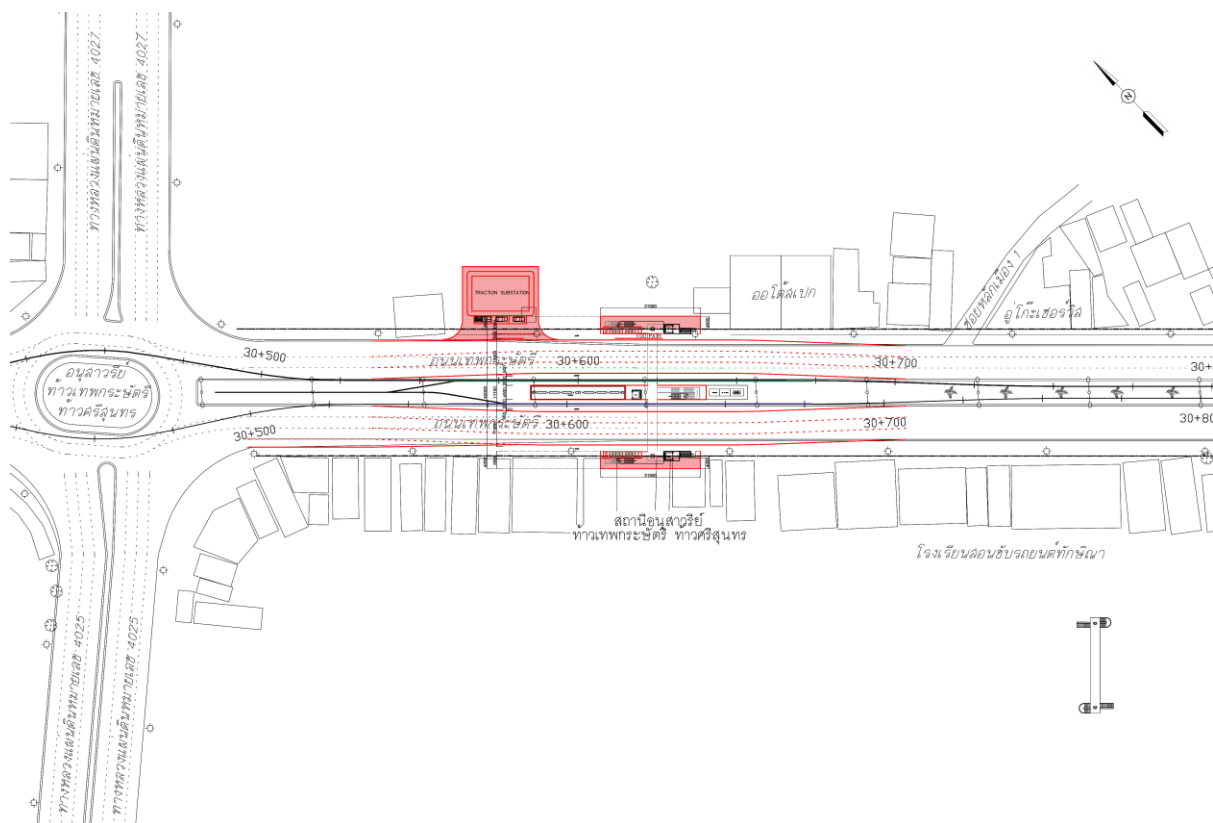 ทางหลวงแผ่นดินหมายเลข 4027
ทางหลวงแผ่นดินหมายเลข 4027
N
TRACTION SUBSTATION
ออโต้สเปก
ซอยหลักเมือง 1
อู่โก๊ะเฮอร์วิล
31980
30+500
ถนนเทพกระษัตรี
30+600
30+700
30+
อนุสาวรีย์
ท้าวเทพกระษัตรี
ท้าวศรีสุนทร
30+500
ถนนเทพกระษัตรี
30+600
30+700
30+80
31980
สถานีอนุสาวรีย์
ท้าวเทพกระษัตรี ท้าวศรีสุนทร
โรงเรียนสอนขับรถยนต์ทักษิณา
ทางหลวงแผ่นดินหมายเลข 4025
ทางหลวงแผ่นดินหมายเลข 4025